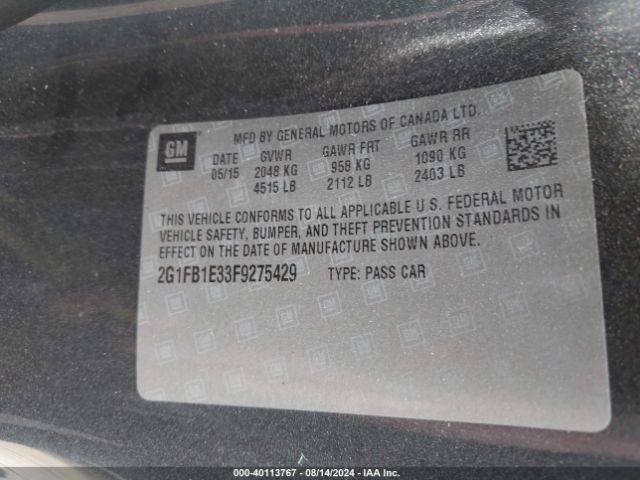 GM
MFD BY GENERAL MOTORS OF CANADA LTD.
DATE GVWR GAWR FRT GAWR RR
05/15 2048 KG 958 KG 1090 KG
4515 LB 2112 LB 2403 LB
THIS VEHICLE CONFORMS TO ALL APPLICABLE U.S. FEDERAL MOTOR
VEHICLE SAFETY, BUMPER, AND THEFT PREVENTION STANDARDS IN
EFFECT ON THE DATE OF MANUFACTURE SHOWN ABOVE.
2G1FB1E33F9275429 TYPE: PASS CAR
000-40113767 - 08/14/2024 - IAA Inc.